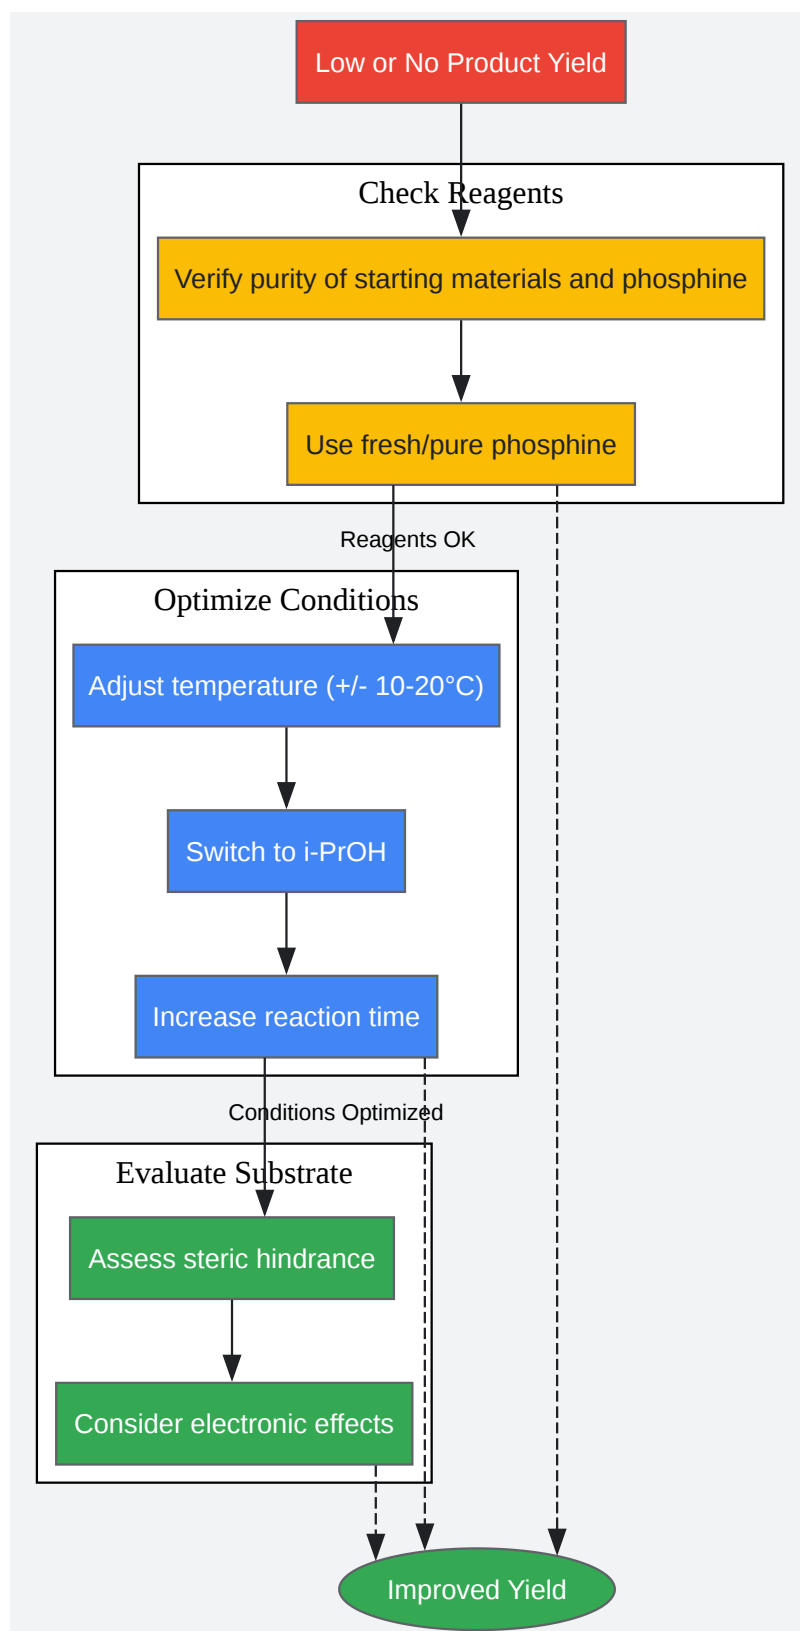 Low or No Product Yield
Check Reagents
Verify purity of starting materials and phosphine
Use fresh/pure phosphine
Reagents OK
Optimize Conditions
Adjust temperature (+/- 10-20°C)
Switch to i-PrOH
Increase reaction time
Conditions Optimized
Evaluate Substrate
Assess steric hindrance
Consider electronic effects
Improved Yield